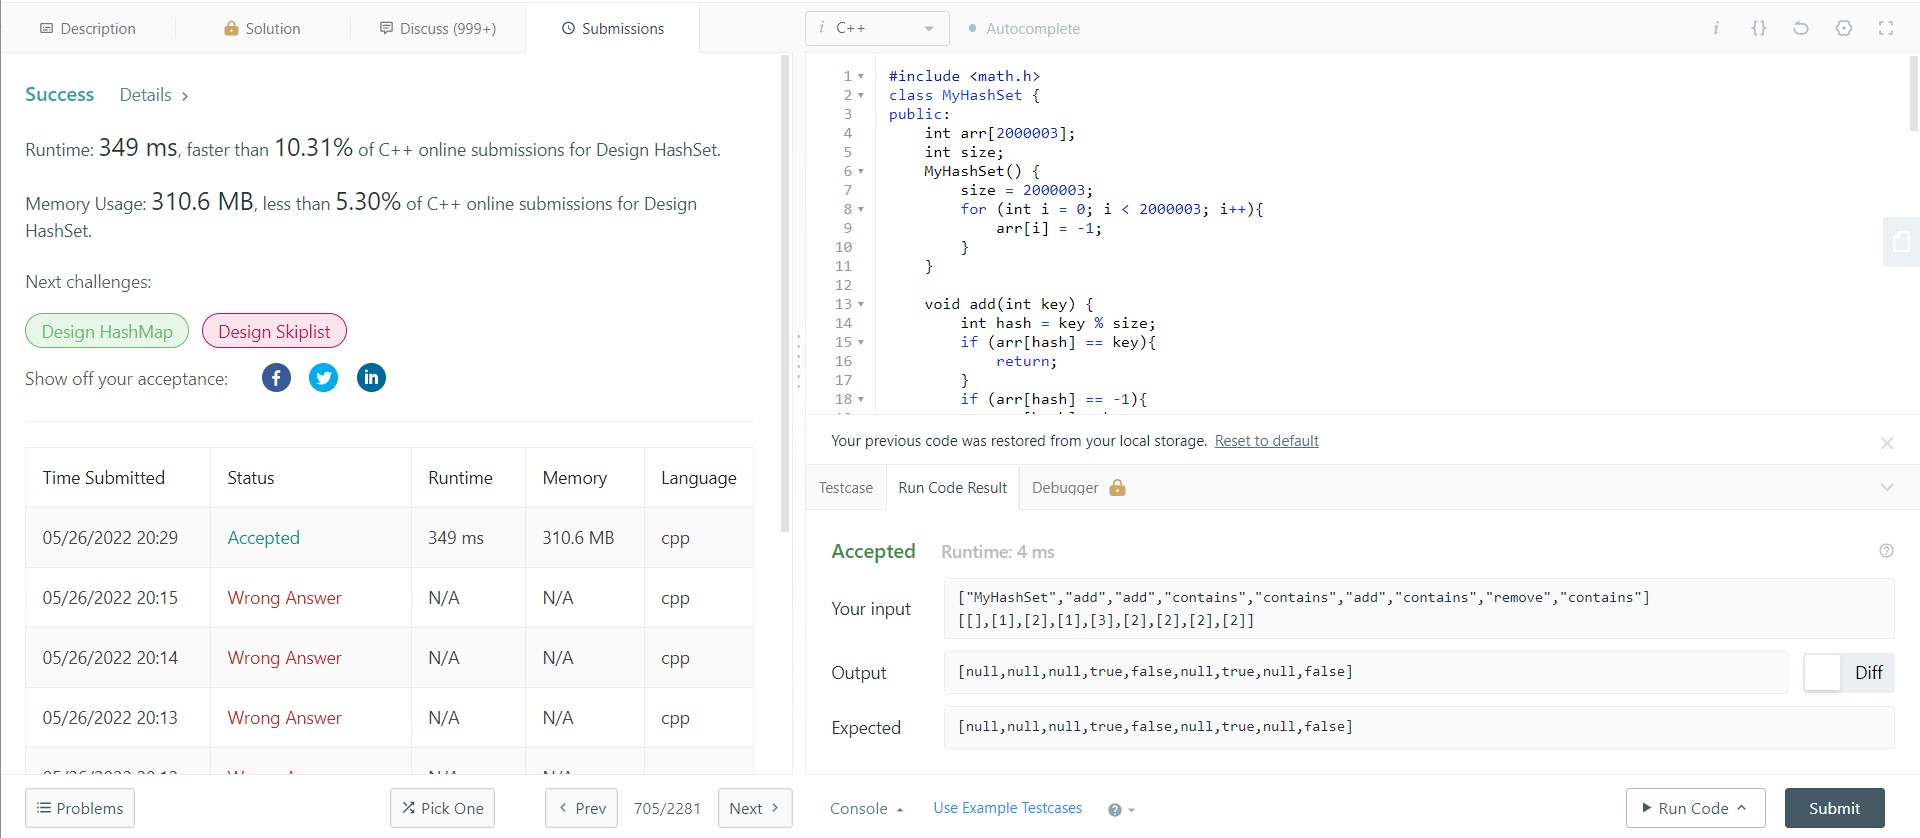 Description
Solution
Discuss (999+)
Submissions
i C++
Autocomplete
i {}
Success Details >
Runtime: 349 ms, faster than 10.31% of C++ online submissions for Design HashSet.
Memory Usage: 310.6 MB, less than 5.30% of C++ online submissions for Design
HashSet.
Next challenges:
Design HashMap Design Skiplist
Show off your acceptance: f in
Time Submitted Status Runtime Memory Language
05/26/2022 20:29 Accepted 349 ms 310.6 MB cpp
05/26/2022 20:15 Wrong Answer N/A N/A cpp
05/26/2022 20:14 Wrong Answer N/A N/A cpp
05/26/2022 20:13 Wrong Answer N/A N/A cpp
Problems
Pick One
< Prev
705/2281
Next >
1 #include <math.h>
2 class MyHashSet {
3 public:
4 int arr[2000003];
5 int size;
6 MyHashSet() {
7 size = 2000003;
8 for (int i = 0; i < 2000003; i++){
9 arr[i] = -1;
10 }
11 }
12
13 void add(int key) {
14 int hash = key % size;
15 if (arr[hash] == key){
16 return;
17 }
18 if (arr[hash] == -1){
Your previous code was restored from your local storage. Reset to default
Testcase Run Code Result Debugger
Accepted Runtime: 4 ms
Your input
["MyHashSet","add","add","contains","contains","add","contains","remove","contains"]
[[],[1],[2],[1],[3],[2],[2],[2],[2]]
Output [null,null,null,true,false,null,true,null,false] Diff
Expected [null,null,null,true,false,null,true,null,false]
Console Use Example Testcases ?
Run Code
Submit